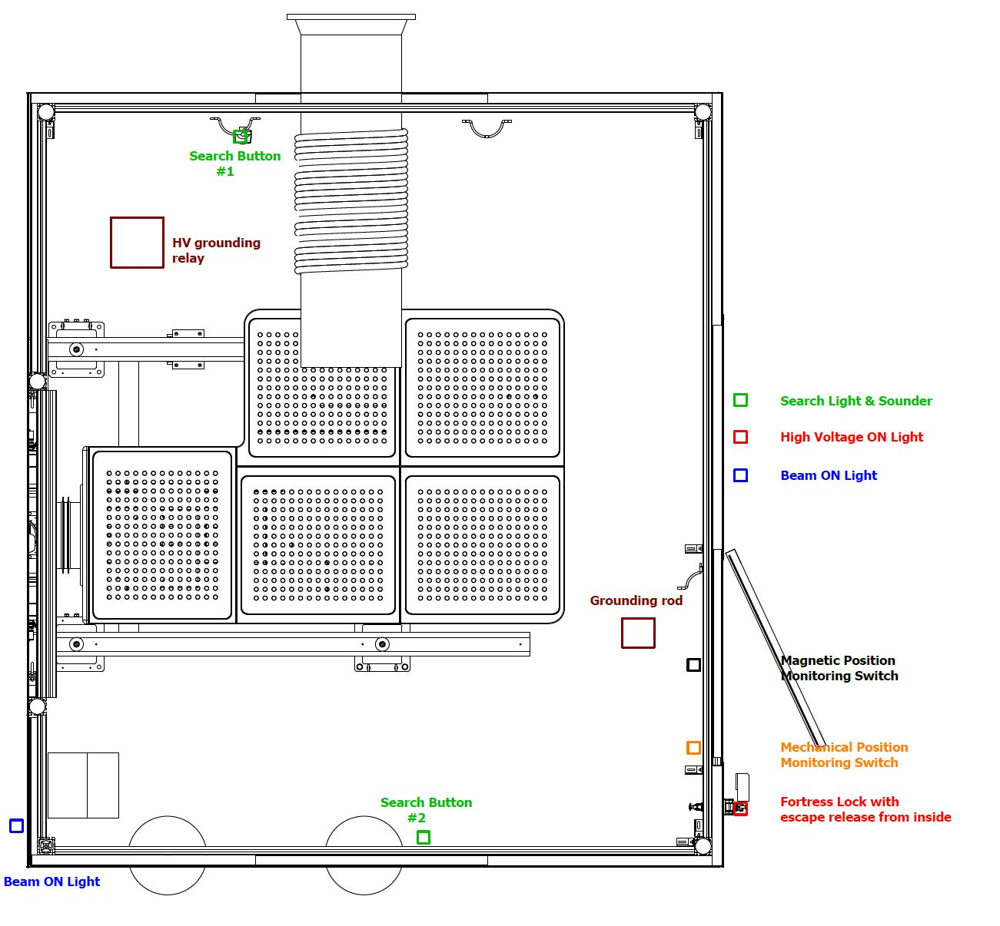 Search Button
#1
HV grounding
relay
Search Light & Sounder
High Voltage ON Light
Beam ON Light
Grounding rod
Magnetic Position
Monitoring Switch
Mechanical Position
Monitoring Switch
Search Button
#2
Fortress Lock with
escape release from inside
Beam ON Light